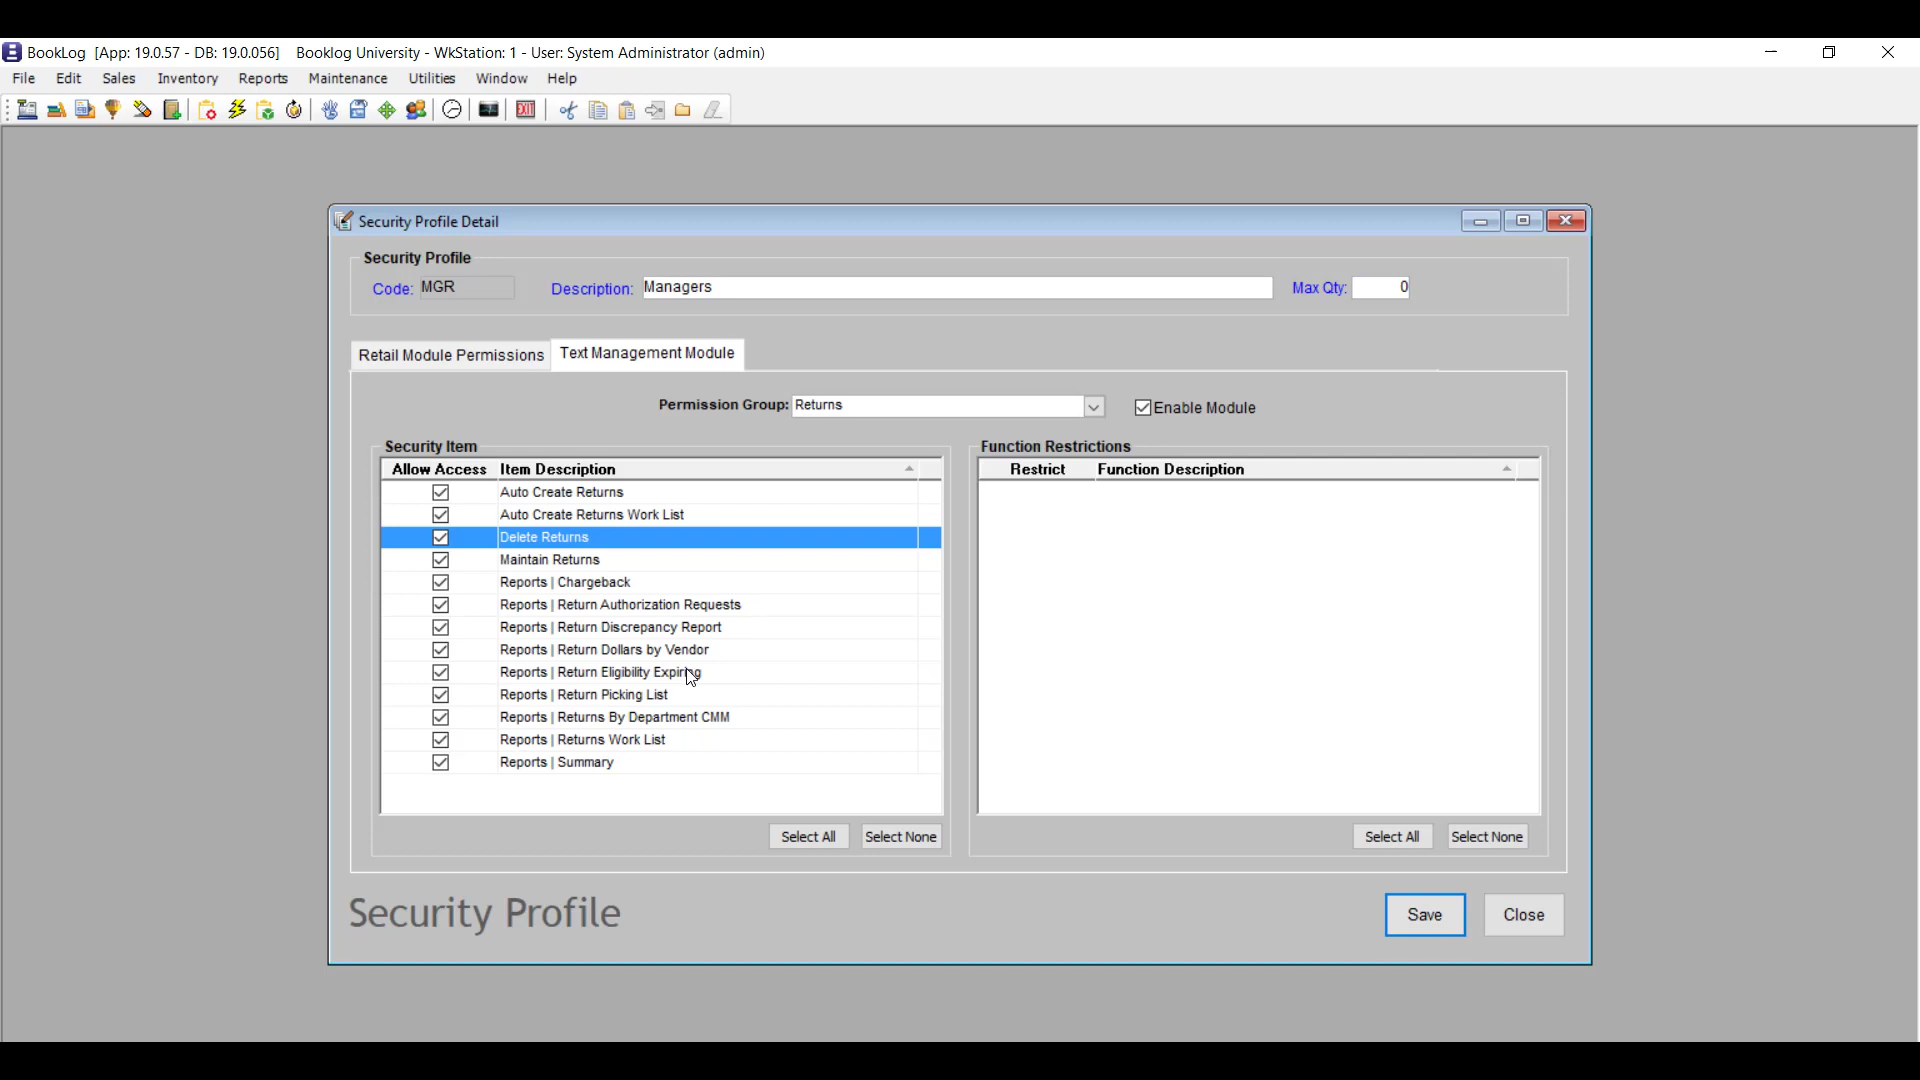 BookLog [App: 19.0.57 - DB: 19.0.056] Booklog University - WkStation: 1 - User: System Administrator (admin)
File Edit Sales Inventory Reports Maintenance Utilities Window Help
EXIT
Security Profile Detail
Security Profile
Code: MGR Description: Managers Max Qty: 0
Retail Module Permissions Text Management Module
Permission Group: Returns Enable Module
Security Item
Allow Access Item Description
Auto Create Returns
Auto Create Returns Work List
Delete Returns
Maintain Returns
Reports | Chargeback
Reports | Return Authorization Requests
Reports | Return Discrepancy Report
Reports | Return Dollars by Vendor
Reports | Return Eligibility Expiring
Reports | Return Picking List
Reports | Returns By Department CMM
Reports | Returns Work List
Reports | Summary
Select All Select None
Function Restrictions
Restrict Function Description
Select All Select None
Security Profile
Save Close